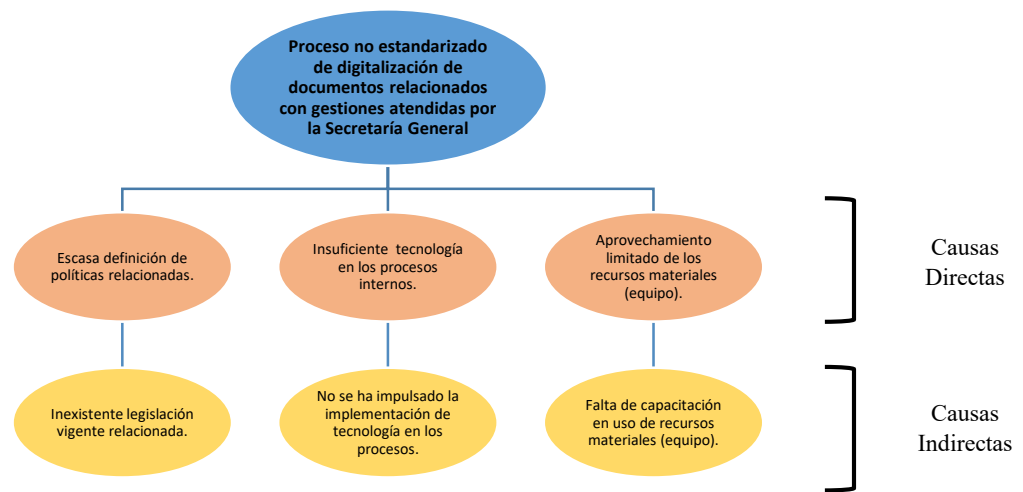 Proceso no estandarizado
de digitalización de
documentos relacionados
con gestiones atendidas por
la Secretaría General
Escasa definición de
políticas relacionadas.
Insuficiente tecnología
en los procesos
internos.
Aprovechamiento
limitado de los
recursos materiales
(equipo).
Causas
Directas
Inexistente legislación
vigente relacionada.
No se ha impulsado la
implementación de
tecnología en los
procesos.
Falta de capacitación
en uso de recursos
materiales (equipo).
Causas
Indirectas